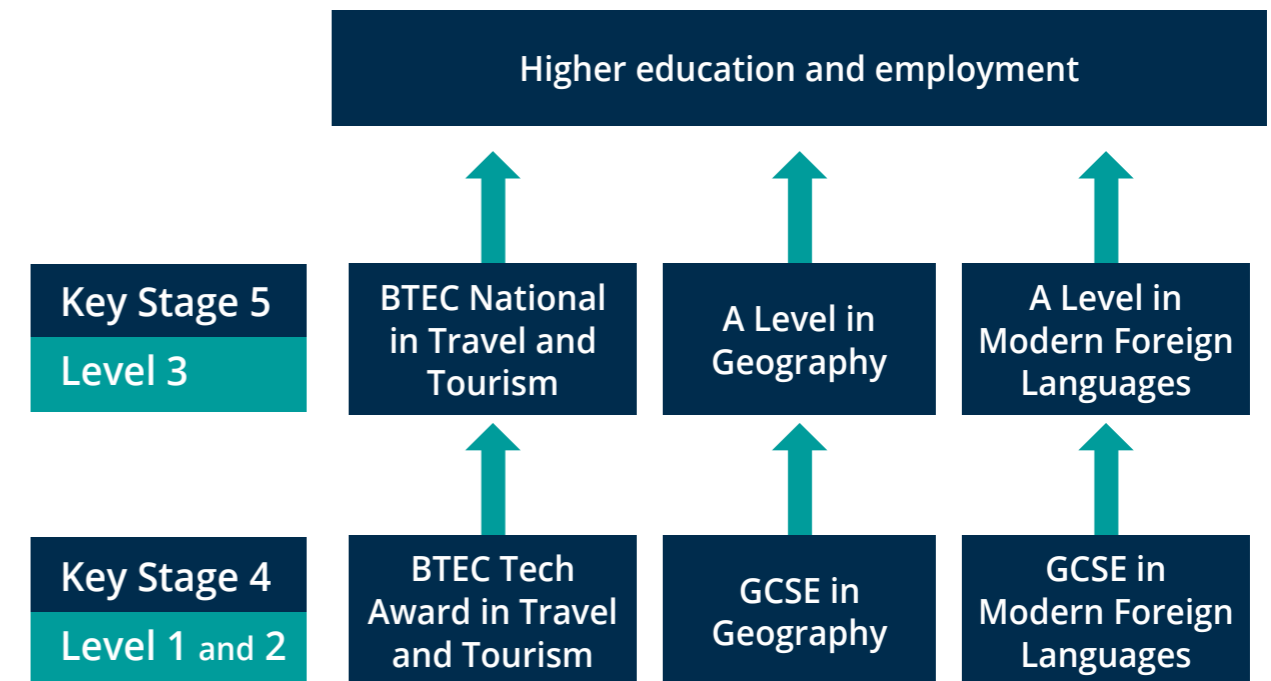 Higher education and employment
Key Stage 5
Level 3
BTEC National
in Travel and
Tourism
A Level in
Geography
A Level in
Modern Foreign
Languages
Key Stage 4
Level 1 and 2
BTEC Tech
Award in Travel
and Tourism
GCSE in
Geography
GCSE in
Modern Foreign
Languages